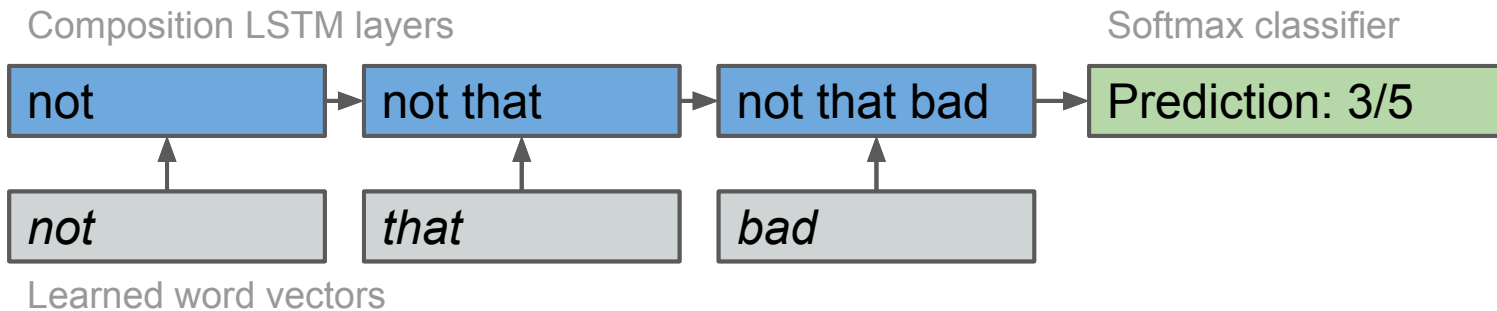 Composition LSTM layers
Softmax classifier
not
not that
not that bad
Prediction: 3/5
not
that
bad
Learned word vectors